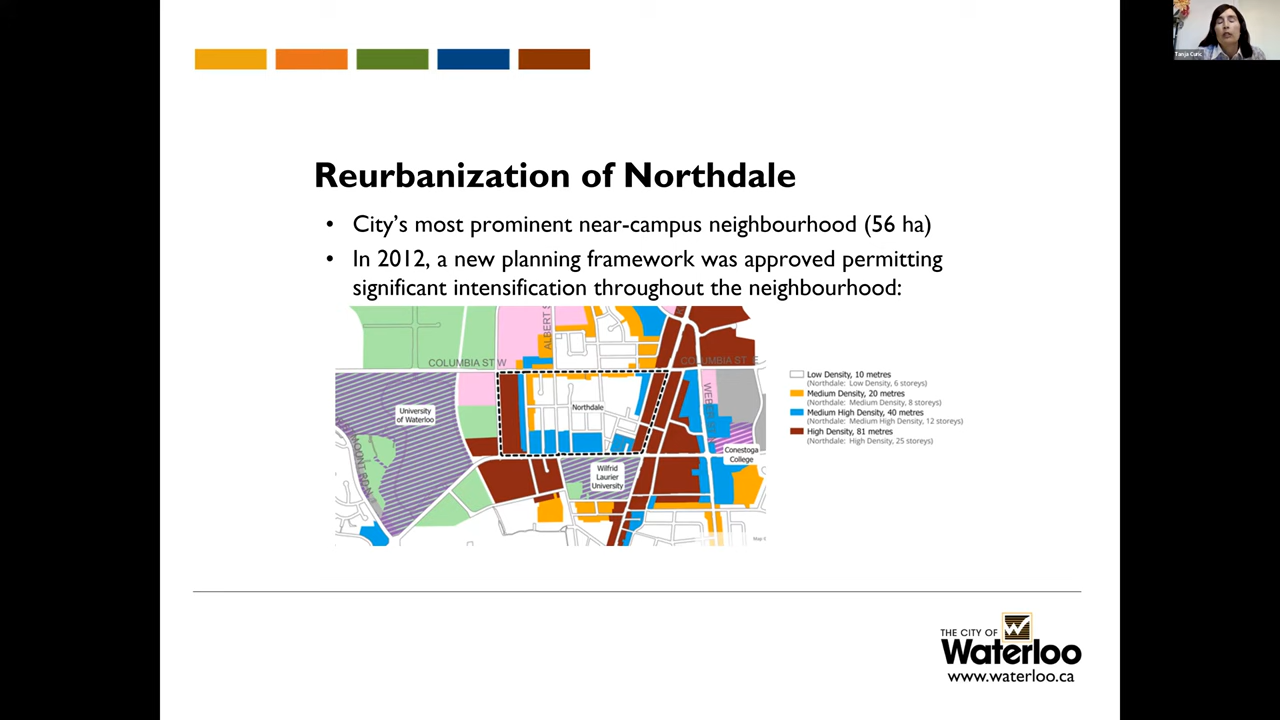 Tanja Curic
Reurbanization of Northdale
• City's most prominent near-campus neighbourhood (56 ha)
• In 2012, a new planning framework was approved permitting
significant intensification throughout the neighbourhood:
ALBERT S
COLUMBIA ST W
COLUMBIA ST E
University
of Waterloo
Northdale
WEBER
Conestoga
College
Wilfrid
Laurier
University
Low Density, 10 metres
(Northdale: Low Density, 6 storeys)
Medium Density, 20 metres
(Northdale: Medium Density, 8 storeys)
Medium High Density, 40 metres
(Northdale: Medium High Density, 12 storeys)
High Density, 81 metres
(Northdale: High Density, 25 storeys)
THE CITY OF
Waterloo
www.waterloo.ca